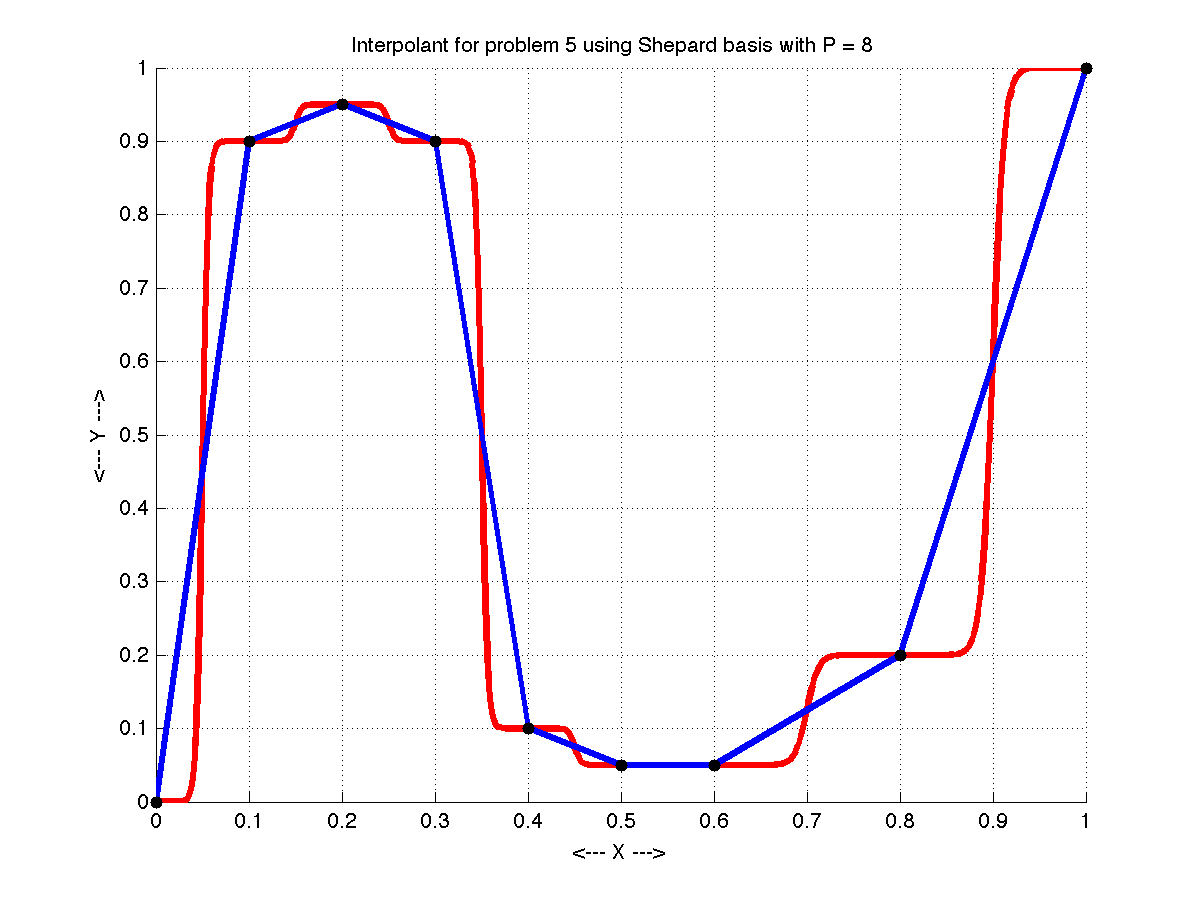 Interpolant for problem 5 using Shepard basis with P = 8
1
0.9
0.8
0.7
0.6
0.5
0.4
0.3
0.2
0.1
0
<--- Y --->
0 0.1 0.2 0.3 0.4 0.5 0.6 0.7 0.8 0.9 1
<--- X --->